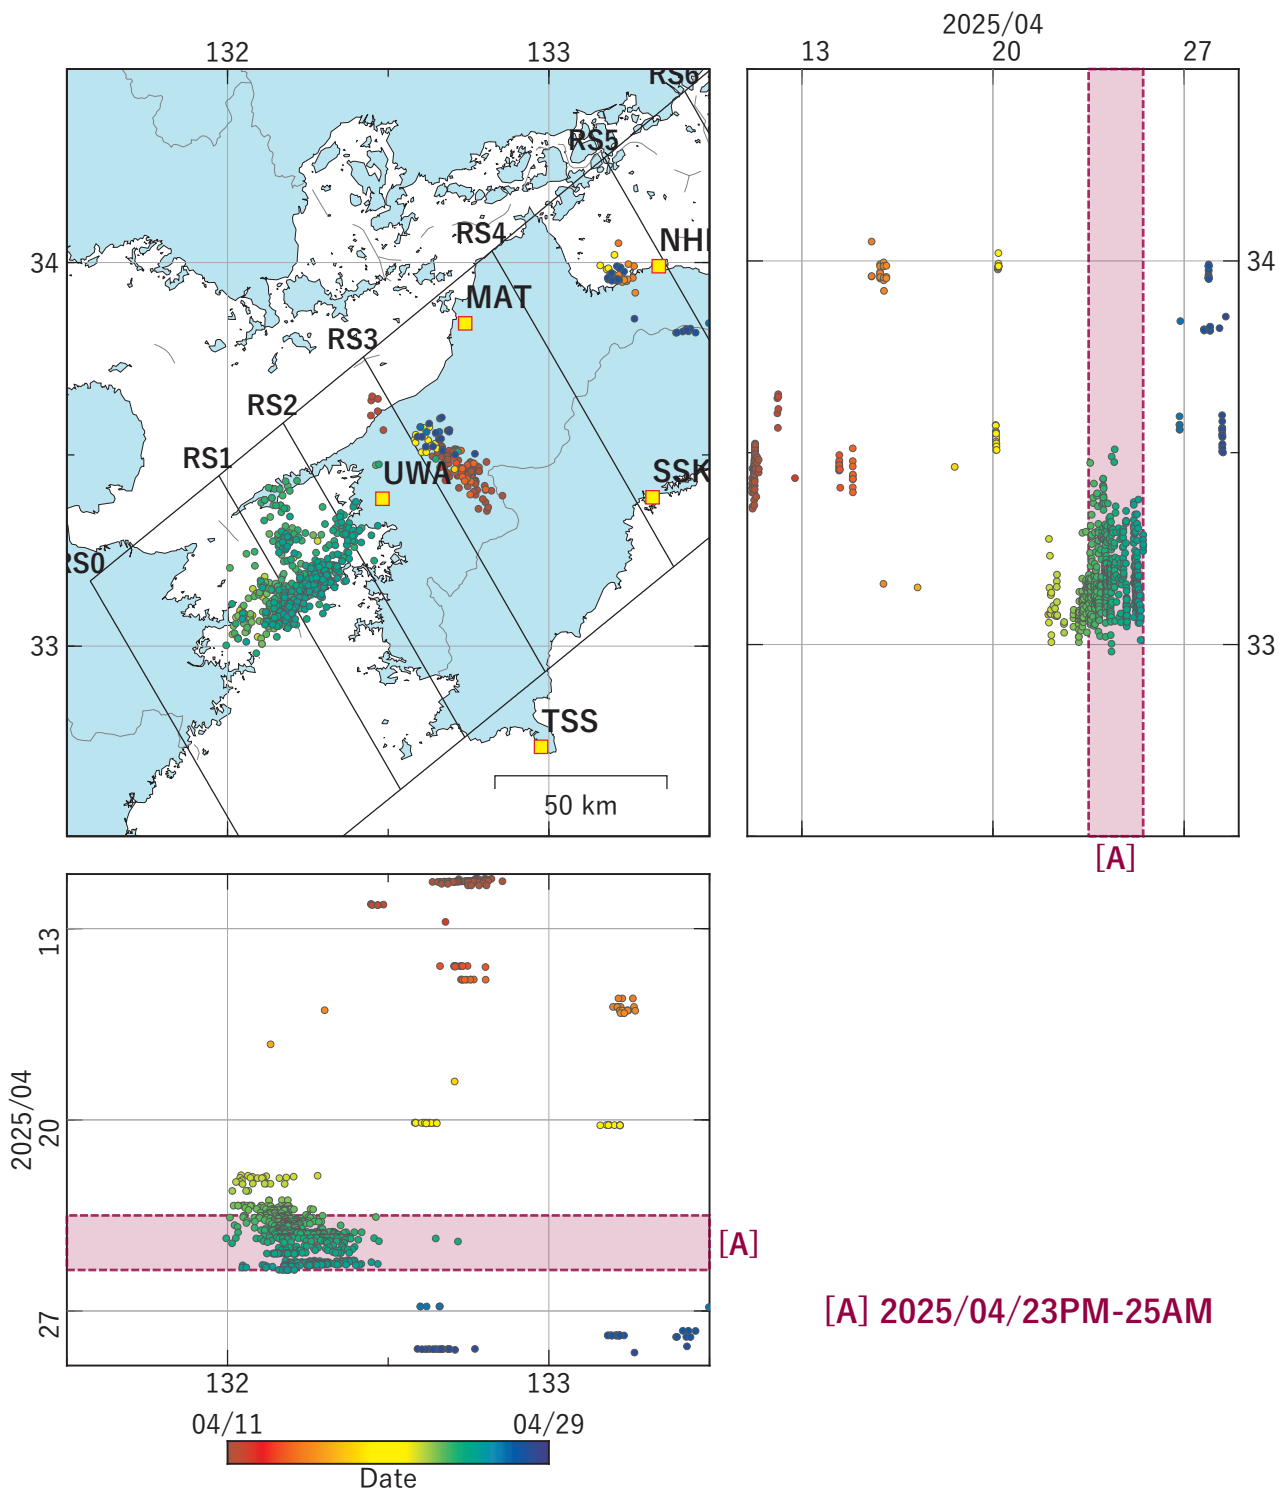 2025/04
132
133
13
20
27
RS6
RS5
RS4
NHI
34
34
MAT
RS3
RS2
RS1
UWA
SSK
RS0
33
33
TSS
50 km
[A]
13
20
27
2025/04
[A]
[A] 2025/04/23PM-25AM
132
133
04/11
04/29
Date